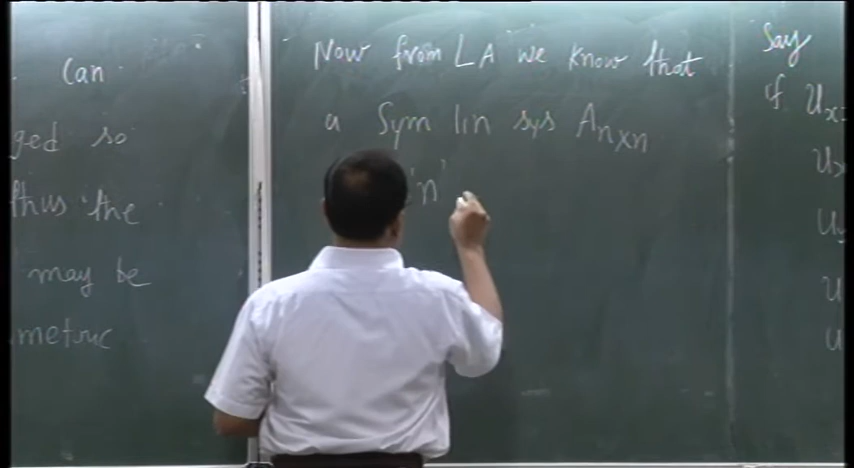 Can
ged so
thus the
may be
metric
Now from LA we know that
a Sym lin sys Anxn
'n'
Say
if Ux
Ux
U
U
U